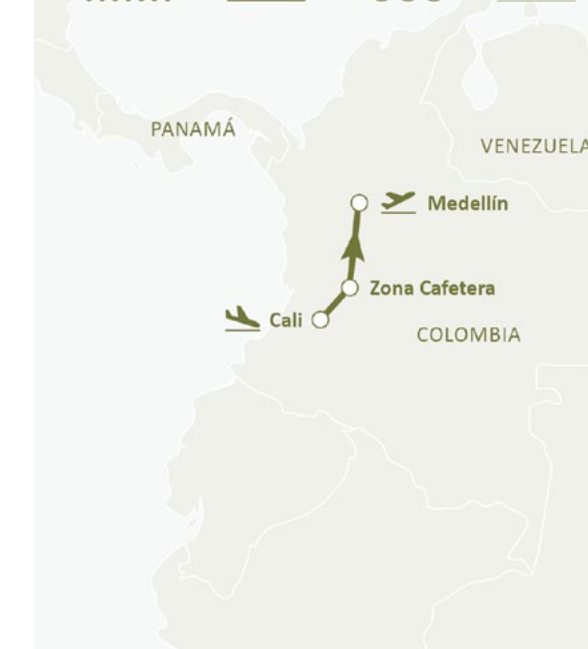 PANAMÁ
VENEZUELA
Medellín
Zona Cafetera
Cali
COLOMBIA